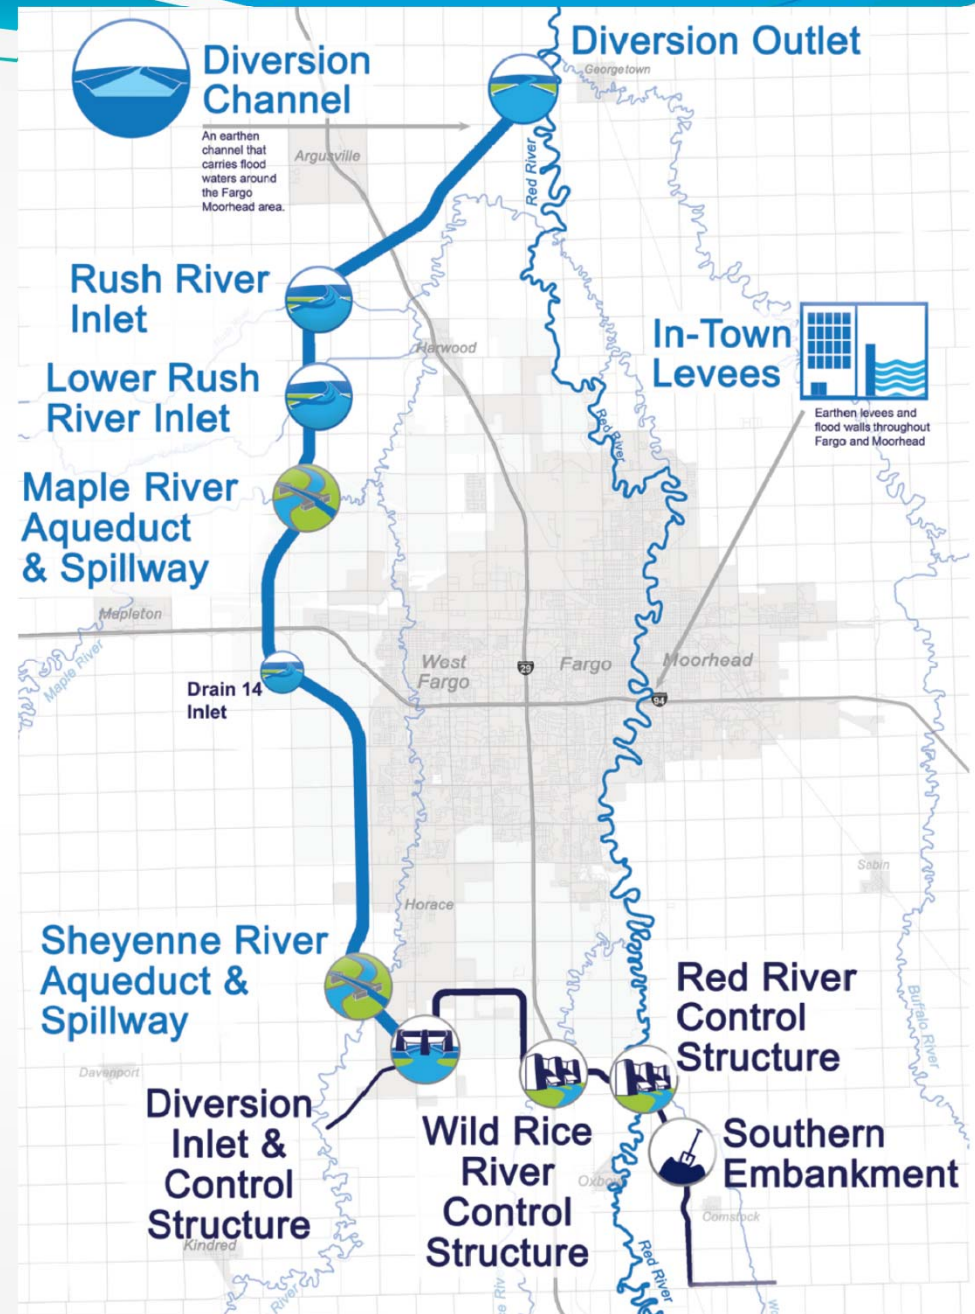 Diversion Outlet
Georgetown
Diversion
Channel
An earthen
channel that
carries flood
waters around
the Fargo
Moorhead area.
Argusville
Red River
Rush River
Inlet
Harwood
In-Town
Levees
Earthen levees and
flood walls throughout
Fargo and Moorhead
Lower Rush
River Inlet
Red River
Maple River
Aqueduct
& Spillway
Mapleton
Maple River
West
Fargo
29
Fargo
Moorhead
94
Drain 14
Inlet
Sabin
Horace
Sheyenne River
Aqueduct &
Spillway
Red River
Control
Structure
Buffalo River
Davenport
Diversion
Inlet &
Control
Structure
Wild Rice
River
Control
Structure
Southern
Embankment
Oxbow
Comstock
Kindred
River
Red River